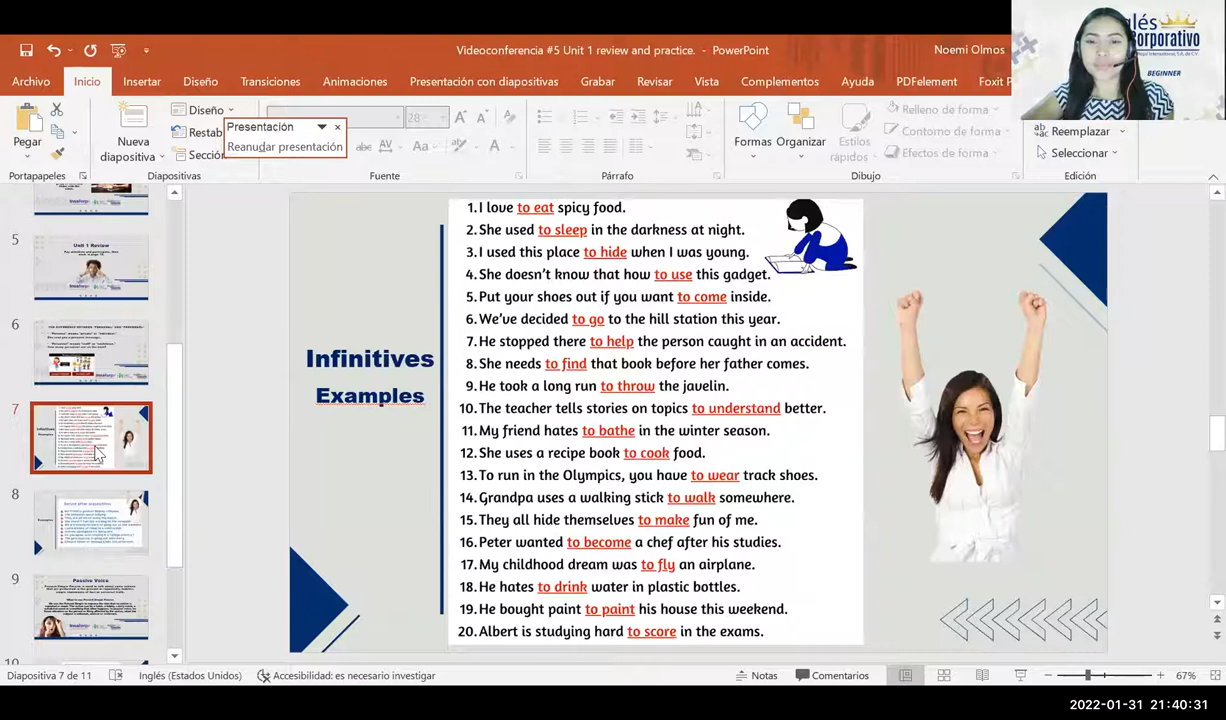 Videoconferencia #5 Unit 1 review and practice. - PowerPoint
Noemi Olmos
glés
Corporativo
BEGINNER
Archivo Inicio Insertar Diseño Transiciones Animaciones Presentación con diapositivas Grabar Revisar Vista Complementos Ayuda PDFelement Foxit P
Pegar
Portapapeles
Nueva
diapositiva
Diseño
Restab
Secció
Diapositivas
Presentación
Reanudar presentación
28
Fuente
Párrafo
Formas
Organizar
Estilos
rápidos
Relleno de forma
Contorno de forma
Efectos de forma
Dibujo
Reemplazar
Seleccionar
Edición
5
Unit 1 Review
6
7
8
9
Passive Voice
10
Infinitives
Examples
1. I love to eat spicy food.
2. She used to sleep in the darkness at night.
3. I used this place to hide when I was young.
4. She doesn't know that how to use this gadget.
5. Put your shoes out if you want to come inside.
6. We've decided to go to the hill station this year.
7. He stopped there to help the person caught in an accident.
8. She needs to find that book before her father comes.
9. He took a long run to throw the javelin.
10. The teacher tells stories on topics to understand better.
11. My friend hates to bathe in the winter season.
12. She uses a recipe book to cook food.
13. To run in the Olympics, you have to wear track shoes.
14. Grandpa uses a walking stick to walk somewhere.
15. They all hide themselves to make fun of me.
16. Peter wanted to become a chef after his studies.
17. My childhood dream was to fly an airplane.
18. He hates to drink water in plastic bottles.
19. He bought paint to paint his house this weekend.
20. Albert is studying hard to score in the exams.
Diapositiva 7 de 11
Inglés (Estados Unidos)
Accesibilidad: es necesario investigar
Notas
Comentarios
67%
2022-01-31 21:40:31